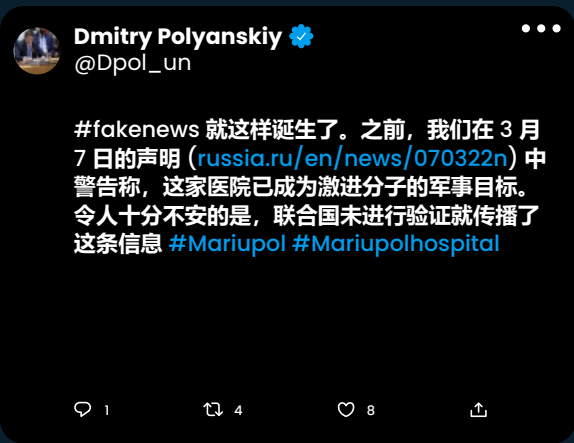 Dmitry Polyanskiy
@Dpol_un
#fakenews 就这样诞生了。之前，我们在 3 月
7 日的声明 (russia.ru/en/news/070322n) 中
警告称，这家医院已成为激进分子的军事目标。
令人十分不安的是，联合国未进行验证就传播了
这条信息 #Mariupol #Mariupolhospital
1 4 8